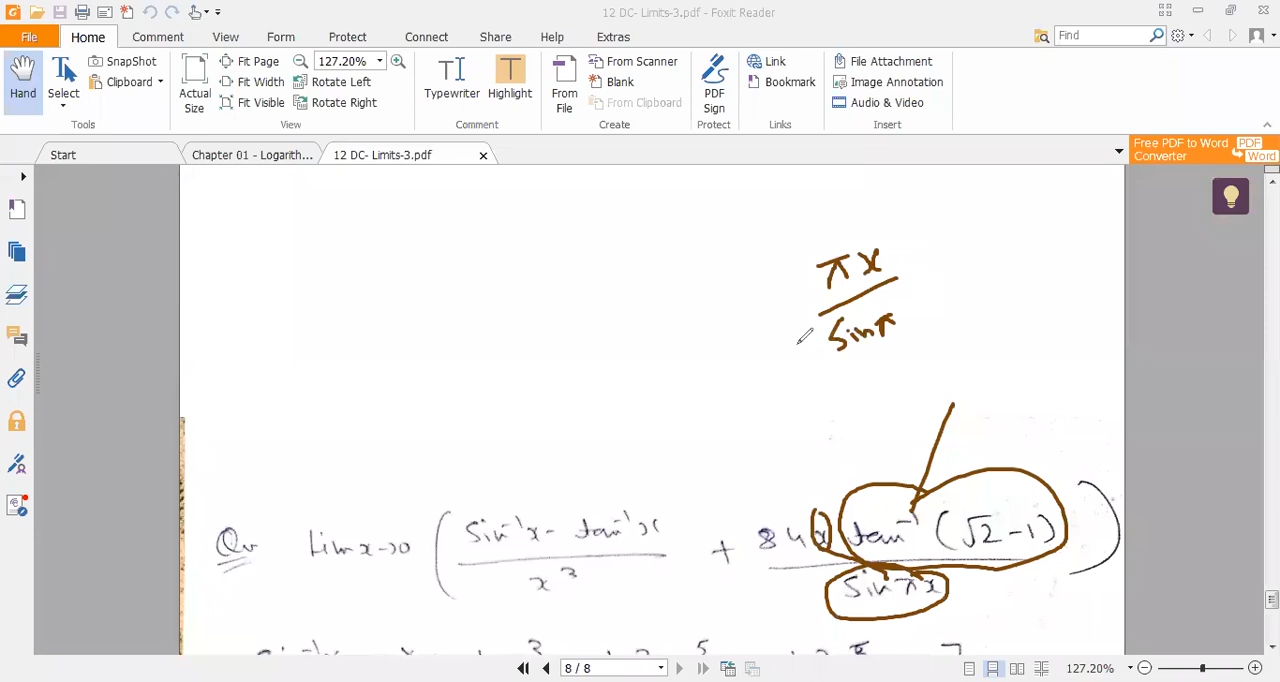 12 DC- Limits-3.pdf - Foxit Reader
File Home Comment View Form Protect Connect Share Help Extras Find
SnapShot Fit Page 127.20% From Scanner Link File Attachment
Hand Select Clipboard Actual Size Fit Width Rotate Left Typewriter Highlight From File Blank PDF Sign Bookmark Image Annotation
Fit Visible Rotate Right From Clipboard Audio & Video
Tools View Comment Create Protect Links Insert
Start Chapter 01 - Logarith... 12 DC- Limits-3.pdf Free PDF to Word Converter PDF Word
πx
sinπ
Qu Lim x→0 ( sin⁻¹x - tan⁻¹x / x³ + 84x tan⁻¹(√2-1) / sinπx )
8 / 8 127.20%